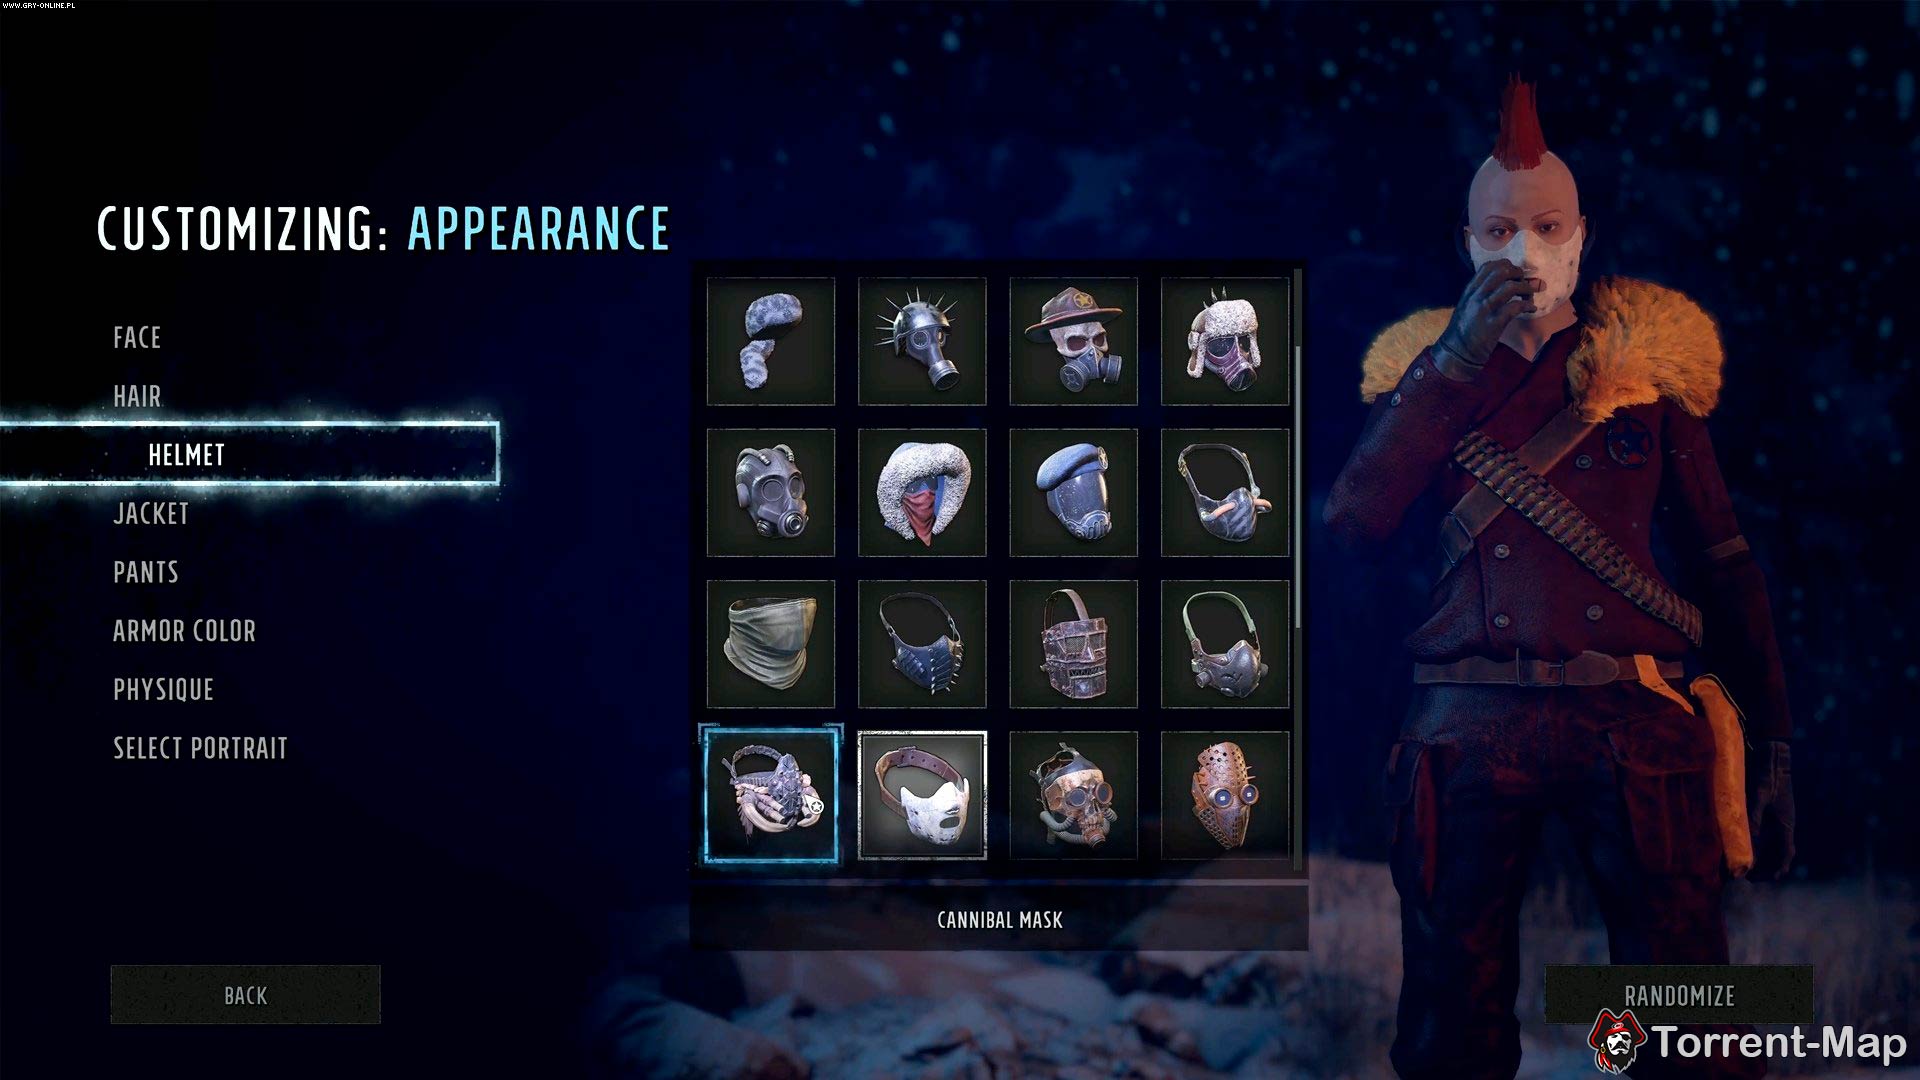 WWW.GRY-ONLINE.PL
CUSTOMIZING: APPEARANCE
FACE
HAIR
HELMET
JACKET
PANTS
ARMOR COLOR
PHYSIQUE
SELECT PORTRAIT
CANNIBAL MASK
BACK
RANDOMIZE
Torrent-Map